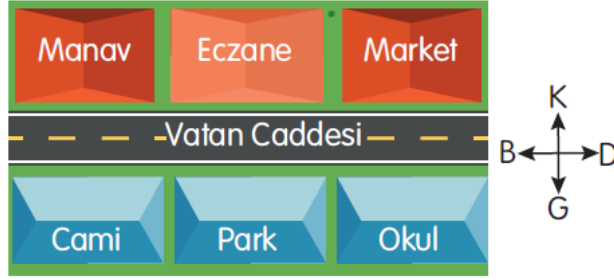 Manav Eczane Market
Vatan Caddesi
Cami Park Okul
K
B D
G